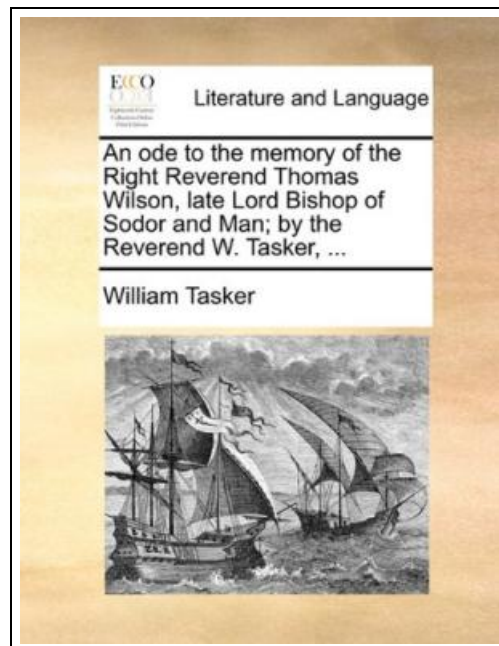 ECCO
Literature and Language
An ode to the memory of the
Right Reverend Thomas
Wilson, late Lord Bishop of
Sodor and Man; by the
Reverend W. Tasker, ...
William Tasker